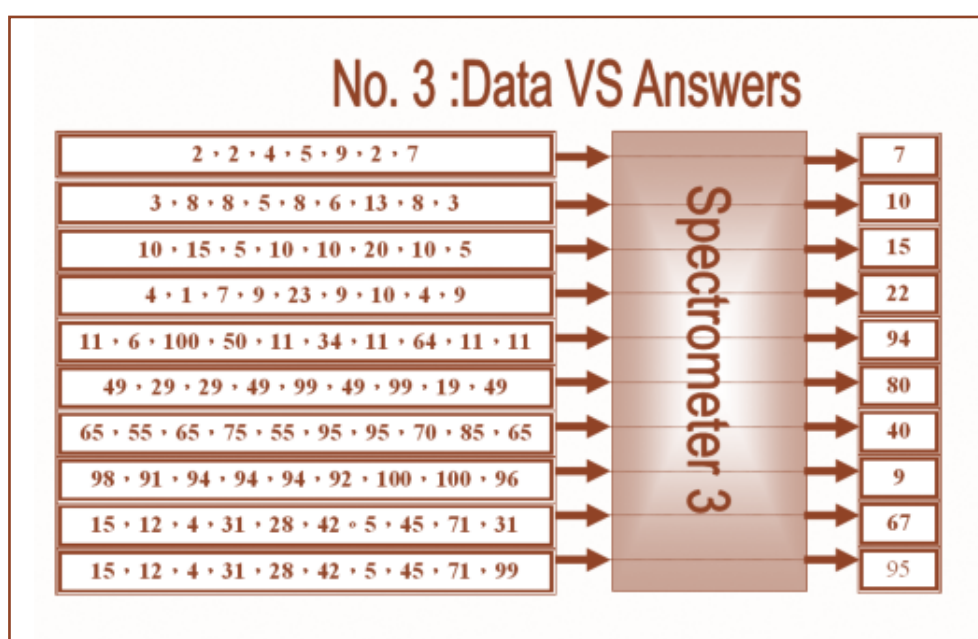 No. 3 :Data VS Answers
2 , 2 , 4 , 5 , 9 , 2 , 7
7
3 , 8 , 8 , 5 , 8 , 6 , 13 , 8 , 3
10
10 , 15 , 5 , 10 , 10 , 20 , 10 , 5
15
4 , 1 , 7 , 9 , 23 , 9 , 10 , 4 , 9
22
11 , 6 , 100 , 50 , 11 , 34 , 11 , 64 , 11 , 11
94
49 , 29 , 29 , 49 , 99 , 49 , 99 , 19 , 49
80
65 , 55 , 65 , 75 , 55 , 95 , 95 , 70 , 85 , 65
40
98 , 91 , 94 , 94 , 94 , 92 , 100 , 100 , 96
9
15 , 12 , 4 , 31 , 28 , 42 。 5 , 45 , 71 , 31
67
15 , 12 , 4 , 31 , 28 , 42 , 5 , 45 , 71 , 99
95
Spectrometer 3